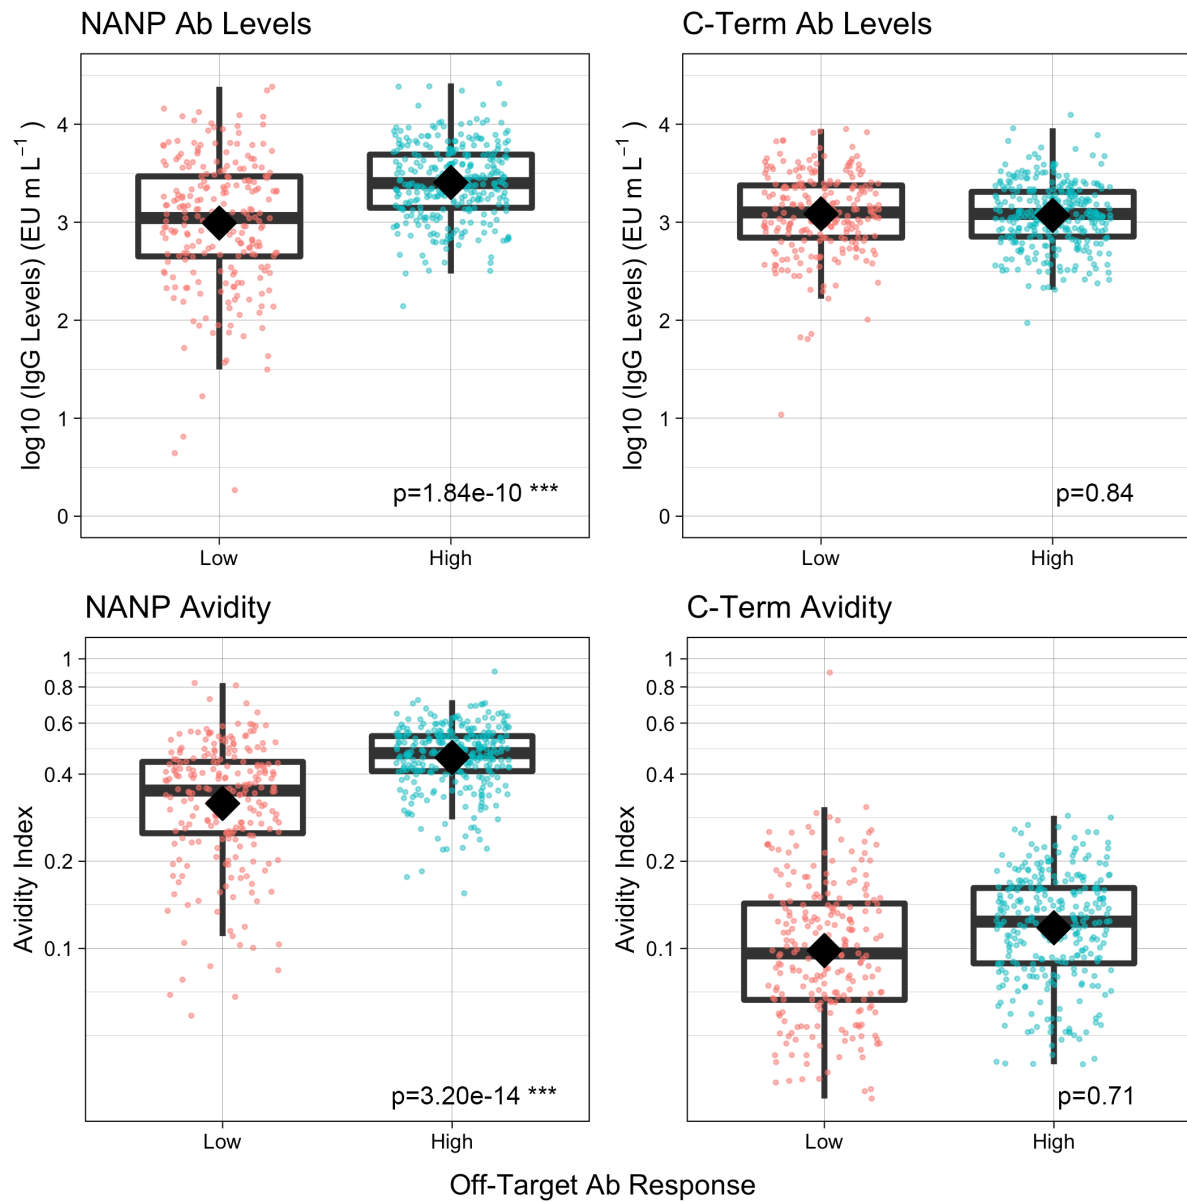 NANP Ab Levels
C-Term Ab Levels
log10 (IgG Levels) (EU m L⁻¹ )
4
3
2
1
0
p=1.84e-10 ***
Low
High
log10 (IgG Levels) (EU m L⁻¹ )
4
3
2
1
0
p=0.84
Low
High
NANP Avidity
C-Term Avidity
Avidity Index
1
0.8
0.6
0.4
0.2
0.1
p=3.20e-14 ***
Low
High
Avidity Index
1
0.8
0.6
0.4
0.2
0.1
p=0.71
Low
High
Off-Target Ab Response